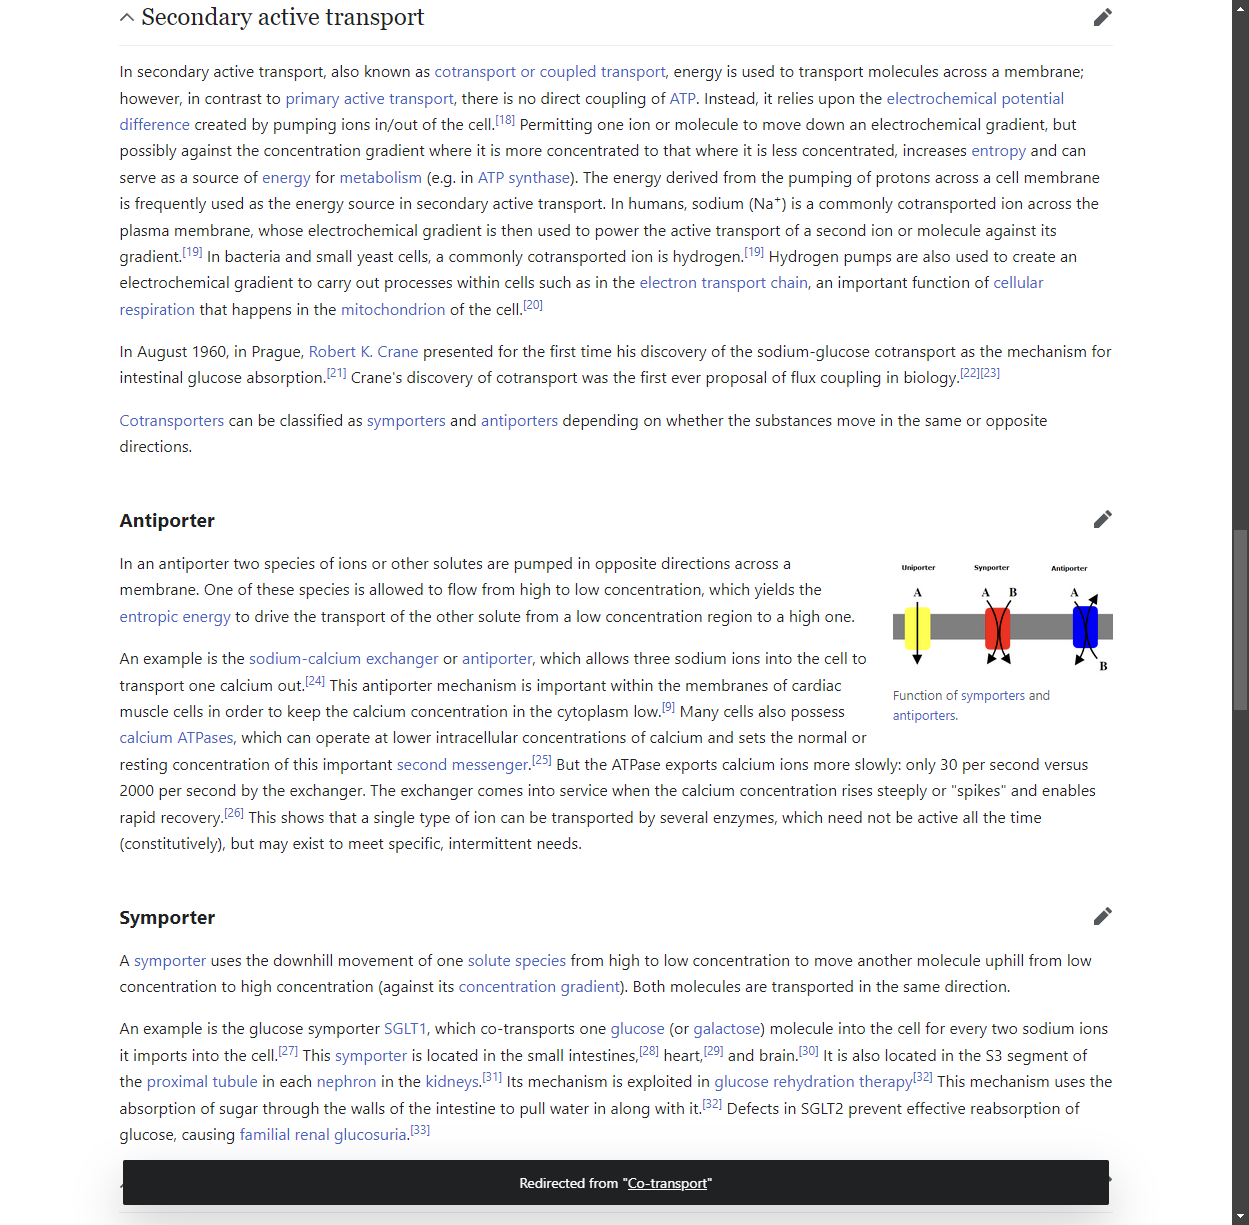 Secondary active transport
In secondary active transport, also known as cotransport or coupled transport, energy is used to transport molecules across a membrane;
however, in contrast to primary active transport, there is no direct coupling of ATP. Instead, it relies upon the electrochemical potential
difference created by pumping ions in/out of the cell.[18] Permitting one ion or molecule to move down an electrochemical gradient, but
possibly against the concentration gradient where it is more concentrated to that where it is less concentrated, increases entropy and can
serve as a source of energy for metabolism (e.g. in ATP synthase). The energy derived from the pumping of protons across a cell membrane
is frequently used as the energy source in secondary active transport. In humans, sodium (Na⁺) is a commonly cotransported ion across the
plasma membrane, whose electrochemical gradient is then used to power the active transport of a second ion or molecule against its
gradient.[19] In bacteria and small yeast cells, a commonly cotransported ion is hydrogen.[19] Hydrogen pumps are also used to create an
electrochemical gradient to carry out processes within cells such as in the electron transport chain, an important function of cellular
respiration that happens in the mitochondrion of the cell.[20]
In August 1960, in Prague, Robert K. Crane presented for the first time his discovery of the sodium-glucose cotransport as the mechanism for
intestinal glucose absorption.[21] Crane's discovery of cotransport was the first ever proposal of flux coupling in biology.[22][23]
Cotransporters can be classified as symporters and antiporters depending on whether the substances move in the same or opposite
directions.
Antiporter
In an antiporter two species of ions or other solutes are pumped in opposite directions across a
membrane. One of these species is allowed to flow from high to low concentration, which yields the
entropic energy to drive the transport of the other solute from a low concentration region to a high one.
An example is the sodium-calcium exchanger or antiporter, which allows three sodium ions into the cell to
transport one calcium out.[24] This antiporter mechanism is important within the membranes of cardiac
muscle cells in order to keep the calcium concentration in the cytoplasm low.[9] Many cells also possess
calcium ATPases, which can operate at lower intracellular concentrations of calcium and sets the normal or
resting concentration of this important second messenger.[25] But the ATPase exports calcium ions more slowly: only 30 per second versus
2000 per second by the exchanger. The exchanger comes into service when the calcium concentration rises steeply or "spikes" and enables
rapid recovery.[26] This shows that a single type of ion can be transported by several enzymes, which need not be active all the time
(constitutively), but may exist to meet specific, intermittent needs.
Uniporter Synporter Antiporter
A A B A
B
Function of symporters and
antiporters.
Symporter
A symporter uses the downhill movement of one solute species from high to low concentration to move another molecule uphill from low
concentration to high concentration (against its concentration gradient). Both molecules are transported in the same direction.
An example is the glucose symporter SGLT1, which co-transports one glucose (or galactose) molecule into the cell for every two sodium ions
it imports into the cell.[27] This symporter is located in the small intestines,[28] heart,[29] and brain.[30] It is also located in the S3 segment of
the proximal tubule in each nephron in the kidneys.[31] Its mechanism is exploited in glucose rehydration therapy[32] This mechanism uses the
absorption of sugar through the walls of the intestine to pull water in along with it.[32] Defects in SGLT2 prevent effective reabsorption of
glucose, causing familial renal glucosuria.[33]
Redirected from "Co-transport"